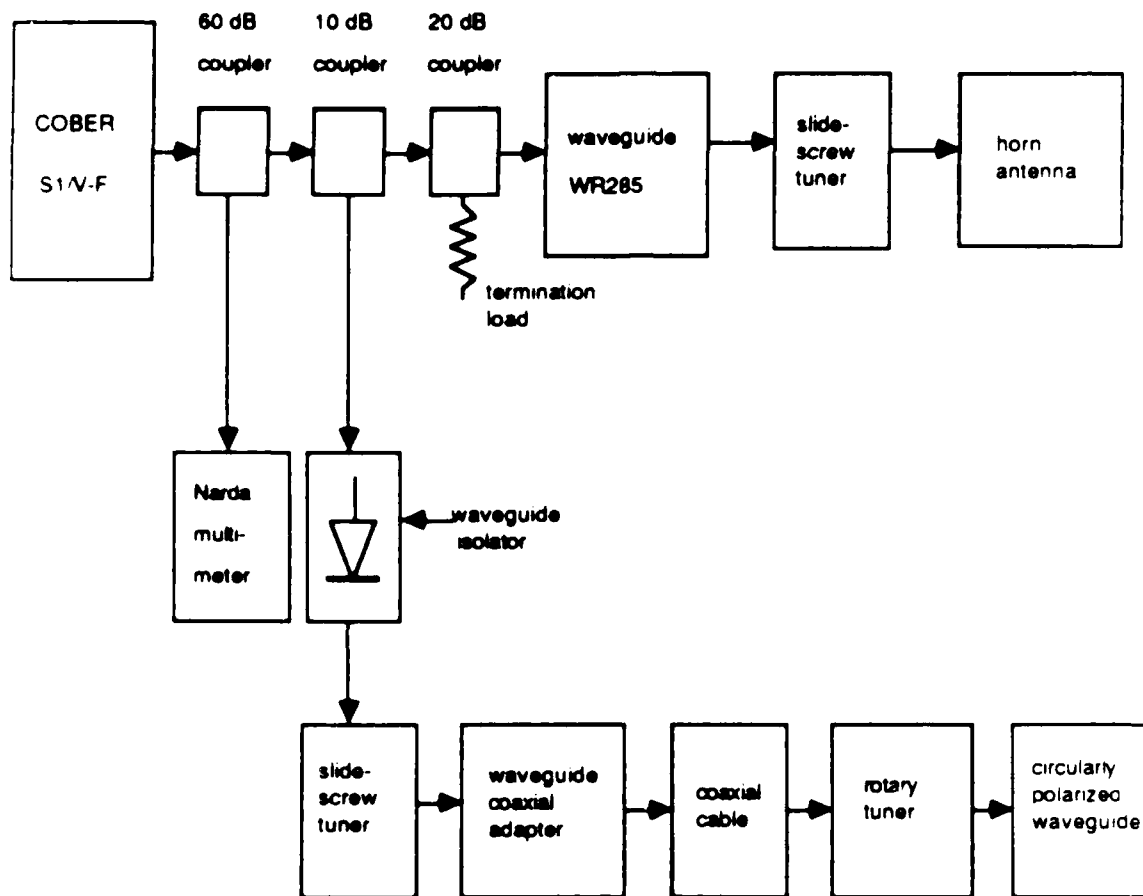 60 dB
coupler
10 dB
coupler
20 dB
coupler
COBER
S1/V-F
waveguide
WR285
slide-
screw
tuner
horn
antenna
termination
load
Narda
multi-
meter
waveguide
isolator
slide-
screw
tuner
waveguide
coaxial
adapter
coaxial
cable
rotary
tuner
circularly
polarized
waveguide